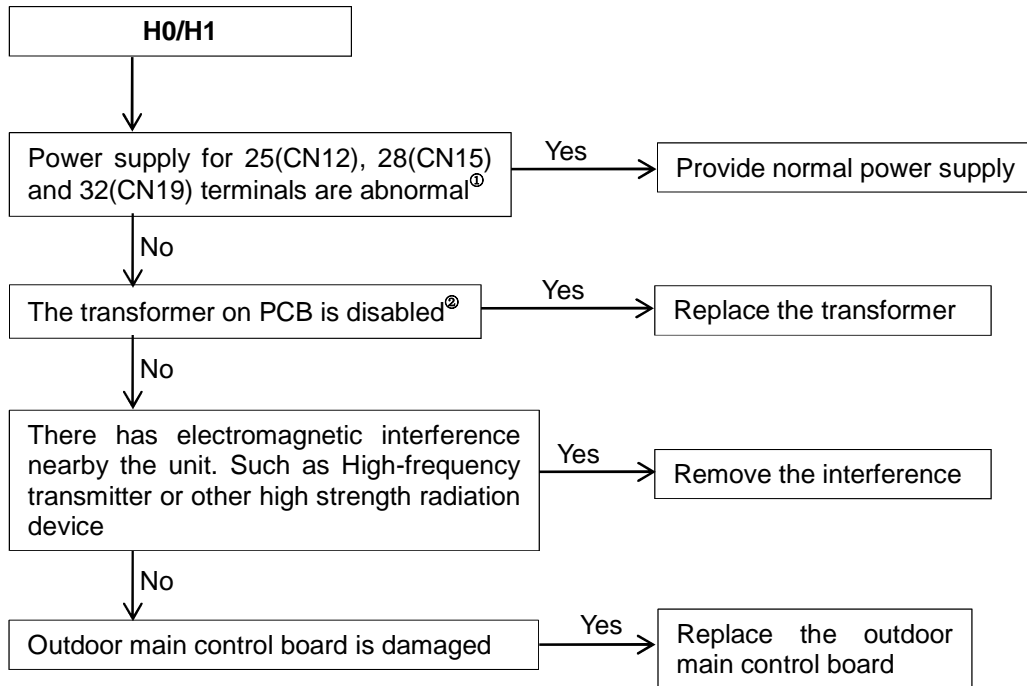 H0/H1
Power supply for 25(CN12), 28(CN15)
and 32(CN19) terminals are abnormal①
Yes
Provide normal power supply
No
The transformer on PCB is disabled②
Yes
Replace the transformer
No
There has electromagnetic interference
nearby the unit. Such as High-frequency
transmitter or other high strength radiation
device
Yes
Remove the interference
No
Outdoor main control board is damaged
Yes
Replace the outdoor
main control board